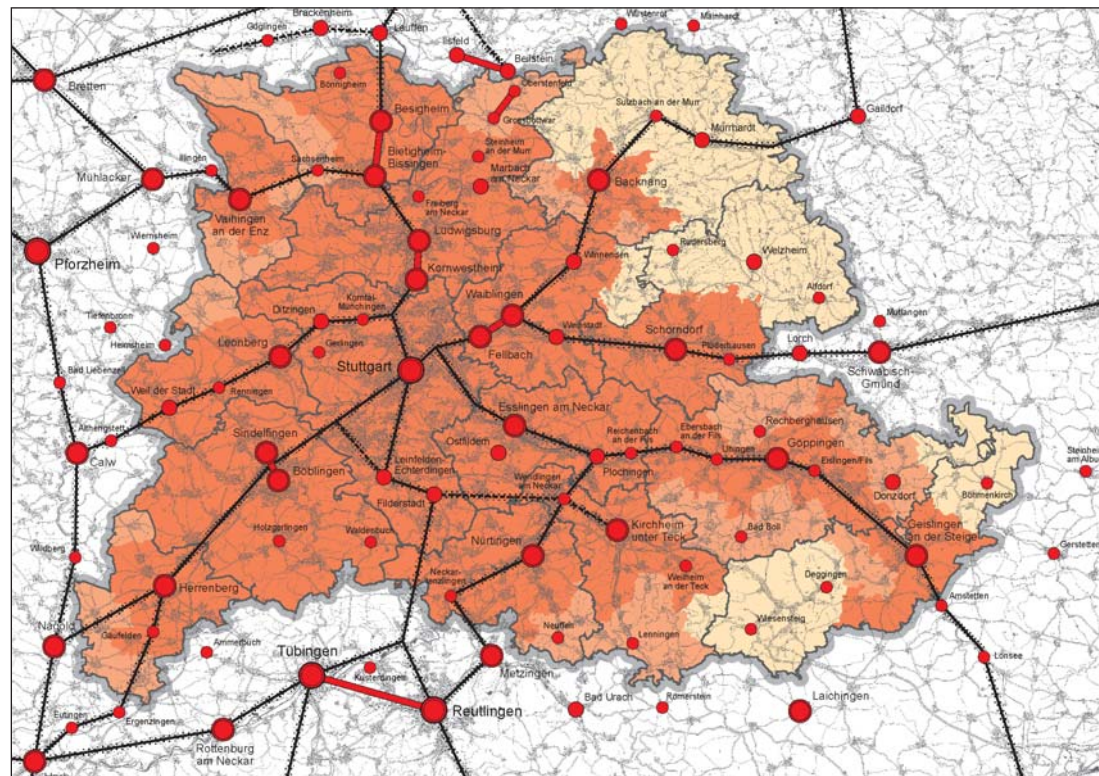 Brackenheim
Güglingen
Lauffen
Ilsfeld
Beilstein
Wüstenrot
Mainhardt
Bretten
Bönnigheim
Oberstenfeld
Grossbottwar
Besigheim
Sulzbach an der Murr
Murrhardt
Gaildorf
Illingen
Sachsenheim
Bietigheim-
Bissingen
Steinheim
an der Murr
Marbach
am Neckar
Mühlacker
Backnang
Vaihingen
an der Enz
Freiberg
am Neckar
Wiernsheim
Ludwigsburg
Pforzheim
Kornwestheim
Winnenden
Rudersberg
Welzheim
Alfdorf
Waiblingen
Ditzingen
Korntal-
Münchingen
Tiefenbronn
Heimsheim
Leonberg
Gerlingen
Fellbach
Weinstadt
Schorndorf
Plüderhausen
Lorch
Mutlangen
Schwäbisch-
Gmünd
Stuttgart
Bad Liebenzell
Weil der Stadt
Renningen
Althengstett
Calw
Sindelfingen
Böblingen
Esslingen am Neckar
Ostfildern
Reichenbach
an der Fils
Ebersbach
an der Fils
Rechberghausen
Göppingen
Uhingen
Eislingen/Fils
Plochingen
Leinfelden-
Echterdingen
Filderstadt
Wendlingen
am Neckar
Donzdorf
Böhmenkirch
Steinheim
am Albuch
Holzgerlingen
Waldenbuch
Nürtingen
Kirchheim
unter Teck
Bad Boll
Geislingen
an der Steige
Gerstetten
Wildberg
Herrenberg
Neckar-
tenzlingen
Weilheim
an der Teck
Deggingen
Amstetten
Nagold
Gäufelden
Ammerbuch
Neuffen
Lenningen
Wiesensteig
Lonsee
Tübingen
Kusterdingen
Metzingen
Reutlingen
Bad Urach
Römerstein
Laichingen
Eutingen
Ergenzingen
Rottenburg
am Neckar